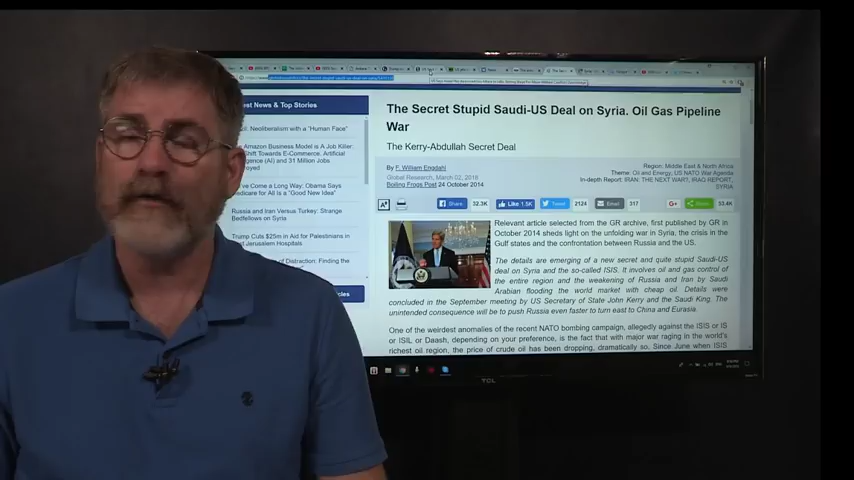 est News & Top Stories
il: Neoliberalism with a "Human Face"
e Amazon Business Model is A Job Killer:
Shift Towards E-Commerce, Artificial
lligence (AI) and 31 Million Jobs
royed
've Come a Long Way: Obama Says
edicare for All Is a "Good New Idea"
Russia and Iran Versus Turkey: Strange
Bedfellows on Syria
Trump Cuts $25m in Aid for Palestinians in
st Jerusalem Hospitals
of Distraction: Finding the
icles
The Secret Stupid Saudi-US Deal on Syria. Oil Gas Pipeline
War
The Kerry-Abdullah Secret Deal
By F. William Engdahl
Global Research, March 02, 2018
Boiling Frogs Post 24 October 2014
Region: Middle East & North Africa
Theme: Oil and Energy, US NATO War Agenda
In-depth Report: IRAN: THE NEXT WAR?, IRAQ REPORT,
SYRIA
Share 32.3K Like 1.5K Tweet 2124 Email 317 G+ Share 33.4K
Relevant article selected from the GR archive, first published by GR in
October 2014 sheds light on the unfolding war in Syria, the crisis in the
Gulf states and the confrontation between Russia and the US.
The details are emerging of a new secret and quite stupid Saudi-US
deal on Syria and the so-called ISIS. It involves oil and gas control of
the entire region and the weakening of Russia and Iran by Saudi
Arabian flooding the world market with cheap oil. Details were
concluded in the September meeting by US Secretary of State John Kerry and the Saudi King. The
unintended consequence will be to push Russia even faster to turn east to China and Eurasia.
One of the weirdest anomalies of the recent NATO bombing campaign, allegedly against the ISIS or IS
or ISIL or Daash, depending on your preference, is the fact that with major war raging in the world's
richest oil region, the price of crude oil has been dropping, dramatically so. Since June when ISIS
TCL